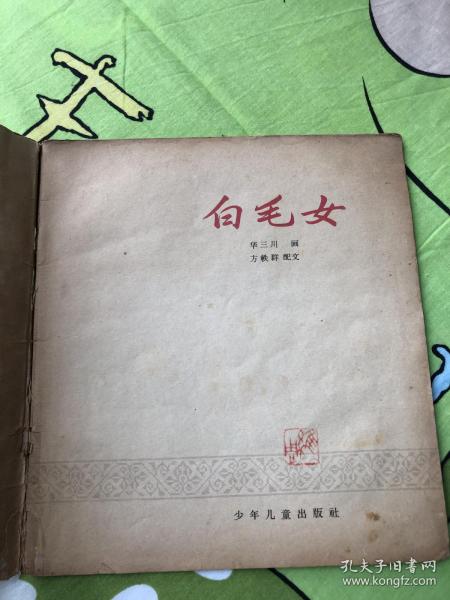 白毛女
华三川 画
方轶群 配文
少年儿童出版社
孔夫子旧书网
www.kongfz.com